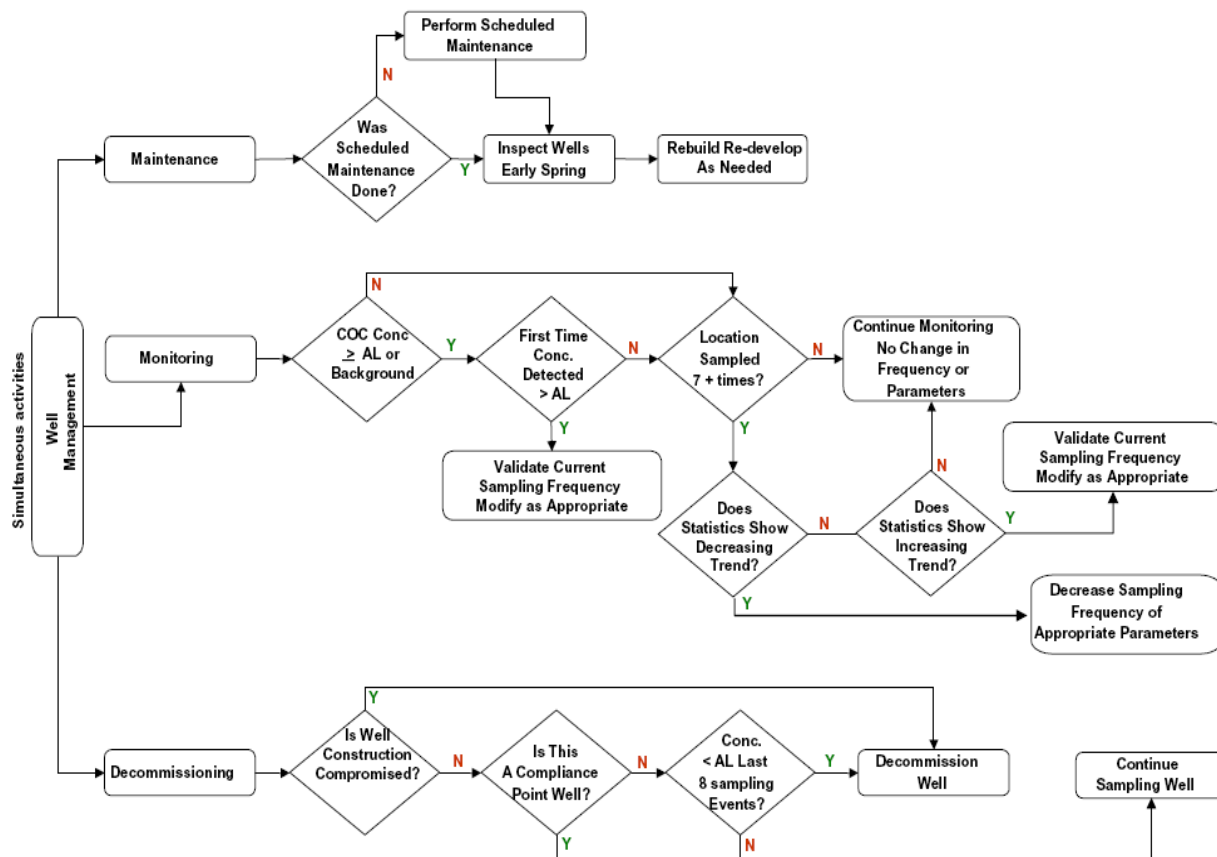 Perform Scheduled
Maintenance
N
Was
Scheduled
Maintenance
Done?
Maintenance
Y
Inspect Wells
Early Spring
Rebuild Re-develop
As Needed
Simultaneous activities
Well
Management
Monitoring
N
COC Conc
≥ AL or
Background
Y
First Time
Conc.
Detected
> AL
N
Location
Sampled
7 + times?
N
Continue Monitoring
No Change in
Frequency or
Parameters
Y
Validate Current
Sampling Frequency
Modify as Appropriate
Y
Does
Statistics Show
Decreasing
Trend?
N
Does
Statistics Show
Increasing
Trend?
N
Y
Validate Current
Sampling Frequency
Modify as Appropriate
Y
Decrease Sampling
Frequency of
Appropriate Parameters
Decommissioning
Y
Is Well
Construction
Compromised?
N
Is This
A Compliance
Point Well?
N
Conc.
< AL Last
8 sampling
Events?
Y
Decommission
Well
Continue
Sampling Well
Y
N